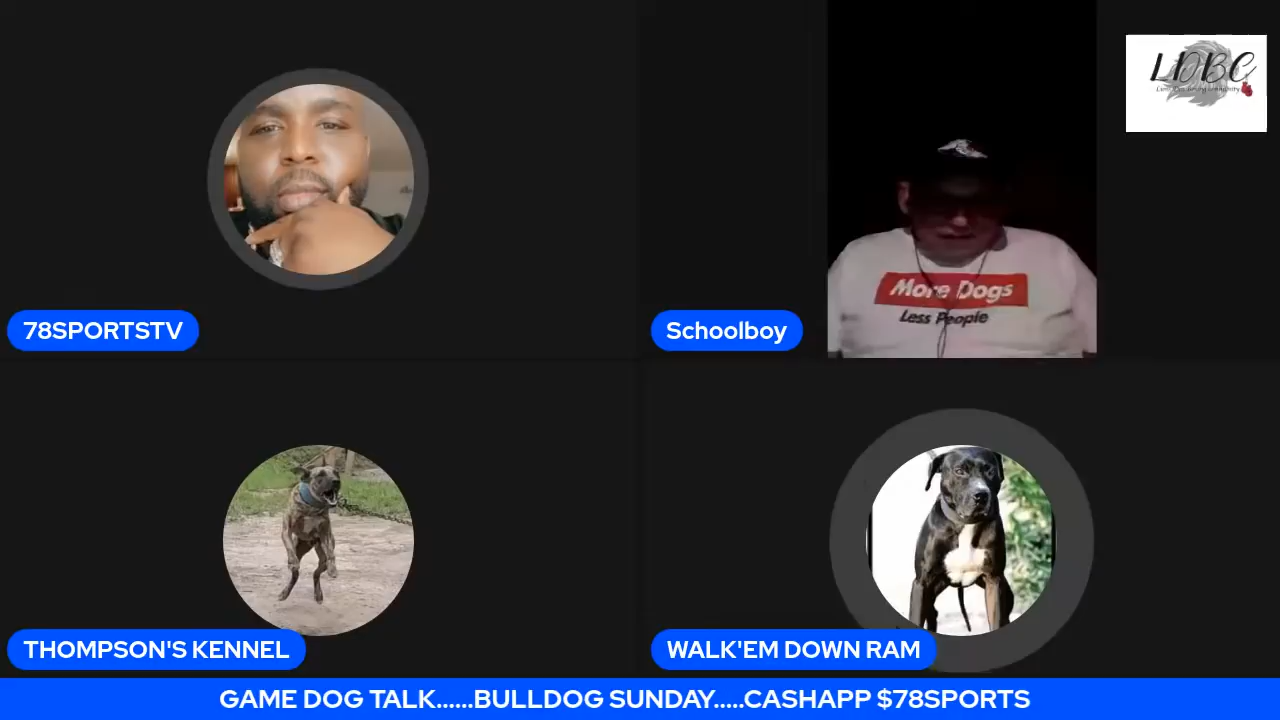 LDBC
78SPORTSTV
More Dogs
Less People
Schoolboy
THOMPSON'S KENNEL
WALK'EM DOWN RAM
GAME DOG TALK......BULLDOG SUNDAY.....CASHAPP $78SPORTS